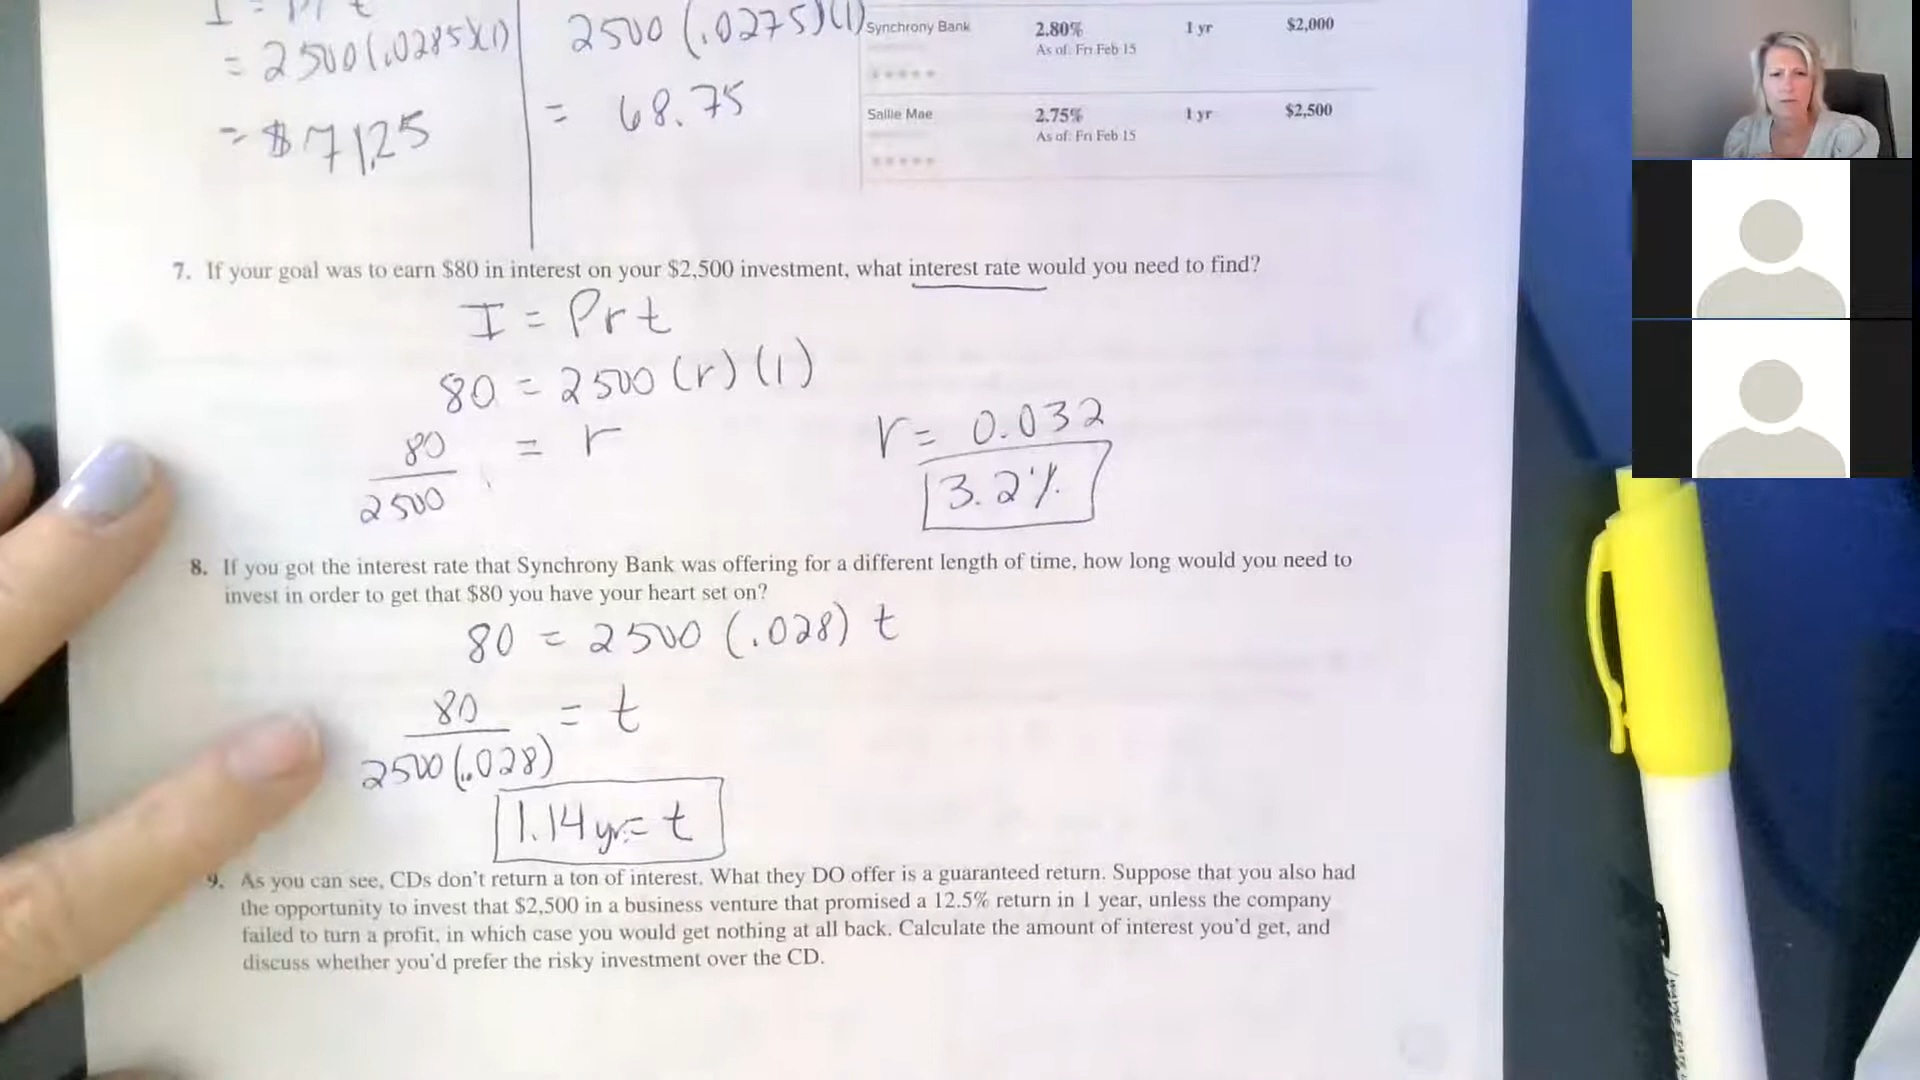 I = Prt
= 2500(.0285)(1)
= $71.25
2500 (.0275)(1)
= 68.75
Synchrony Bank 2.80% 1 yr $2,000
As of: Fri Feb 15
Sallie Mae 2.75% 1 yr $2,500
As of: Fri Feb 15
7. If your goal was to earn $80 in interest on your $2,500 investment, what interest rate would you need to find?
I = Prt
80 = 2500 (r) (1)
80 = r
2500
r = 0.032
3.2%
8. If you got the interest rate that Synchrony Bank was offering for a different length of time, how long would you need to
invest in order to get that $80 you have your heart set on?
80 = 2500 (.028) t
80 = t
2500 (.028)
1.14 yr = t
9. As you can see, CDs don't return a ton of interest. What they DO offer is a guaranteed return. Suppose that you also had
the opportunity to invest that $2,500 in a business venture that promised a 12.5% return in 1 year, unless the company
failed to turn a profit, in which case you would get nothing at all back. Calculate the amount of interest you'd get, and
discuss whether you'd prefer the risky investment over the CD.